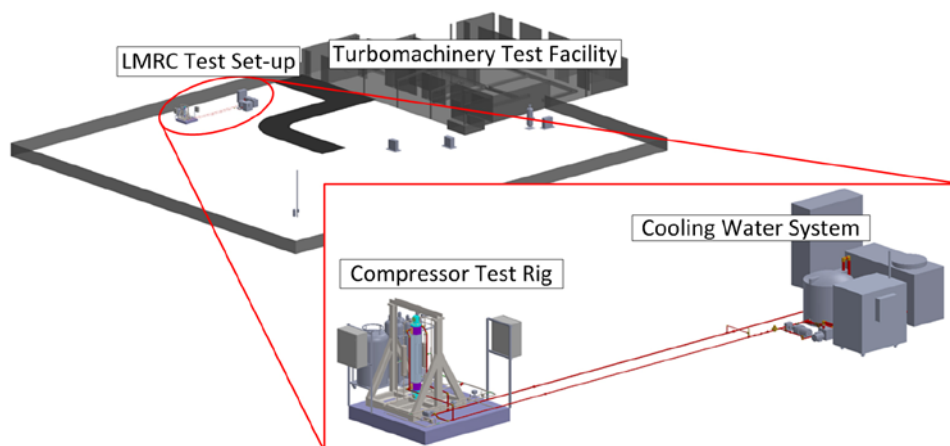 LMRC Test Set-up
Turbomachinery Test Facility
Cooling Water System
Compressor Test Rig